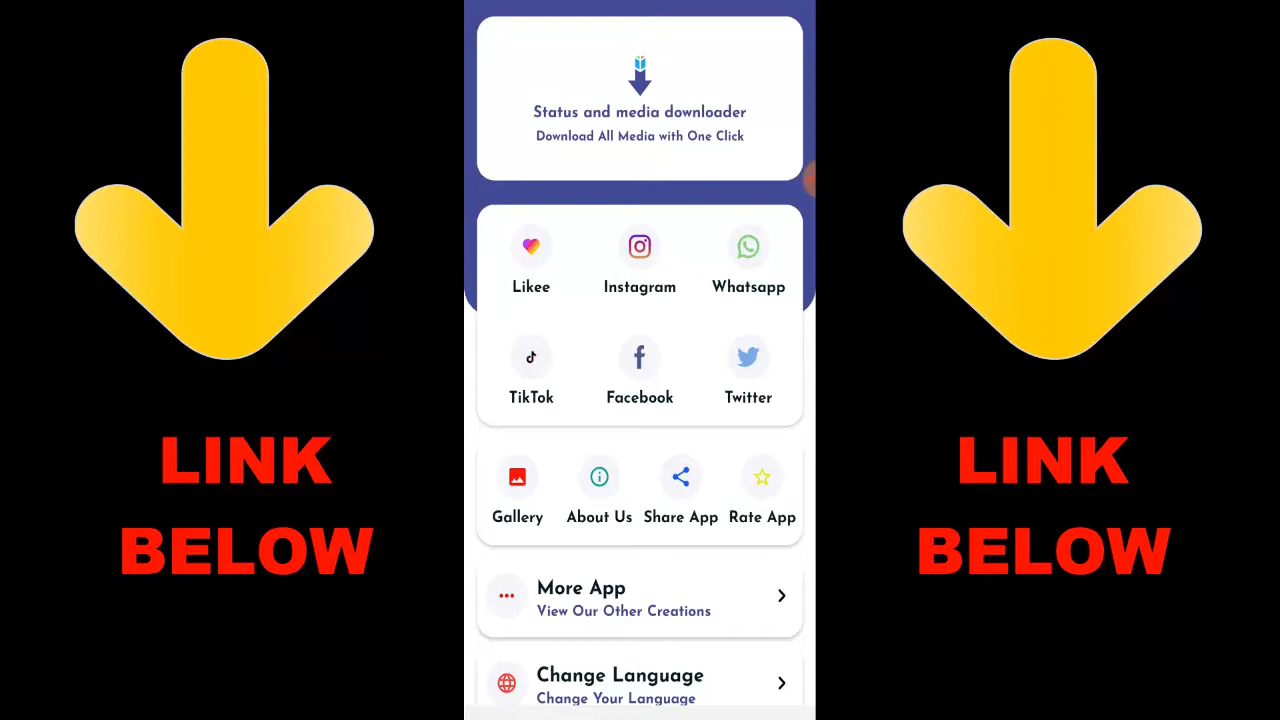 Status and media downloader
Download All Media with One Click
Likee Instagram Whatsapp
TikTok Facebook Twitter
LINK
BELOW
LINK
BELOW
Gallery About Us Share App Rate App
More App
View Our Other Creations
Change Language
Change Your Language